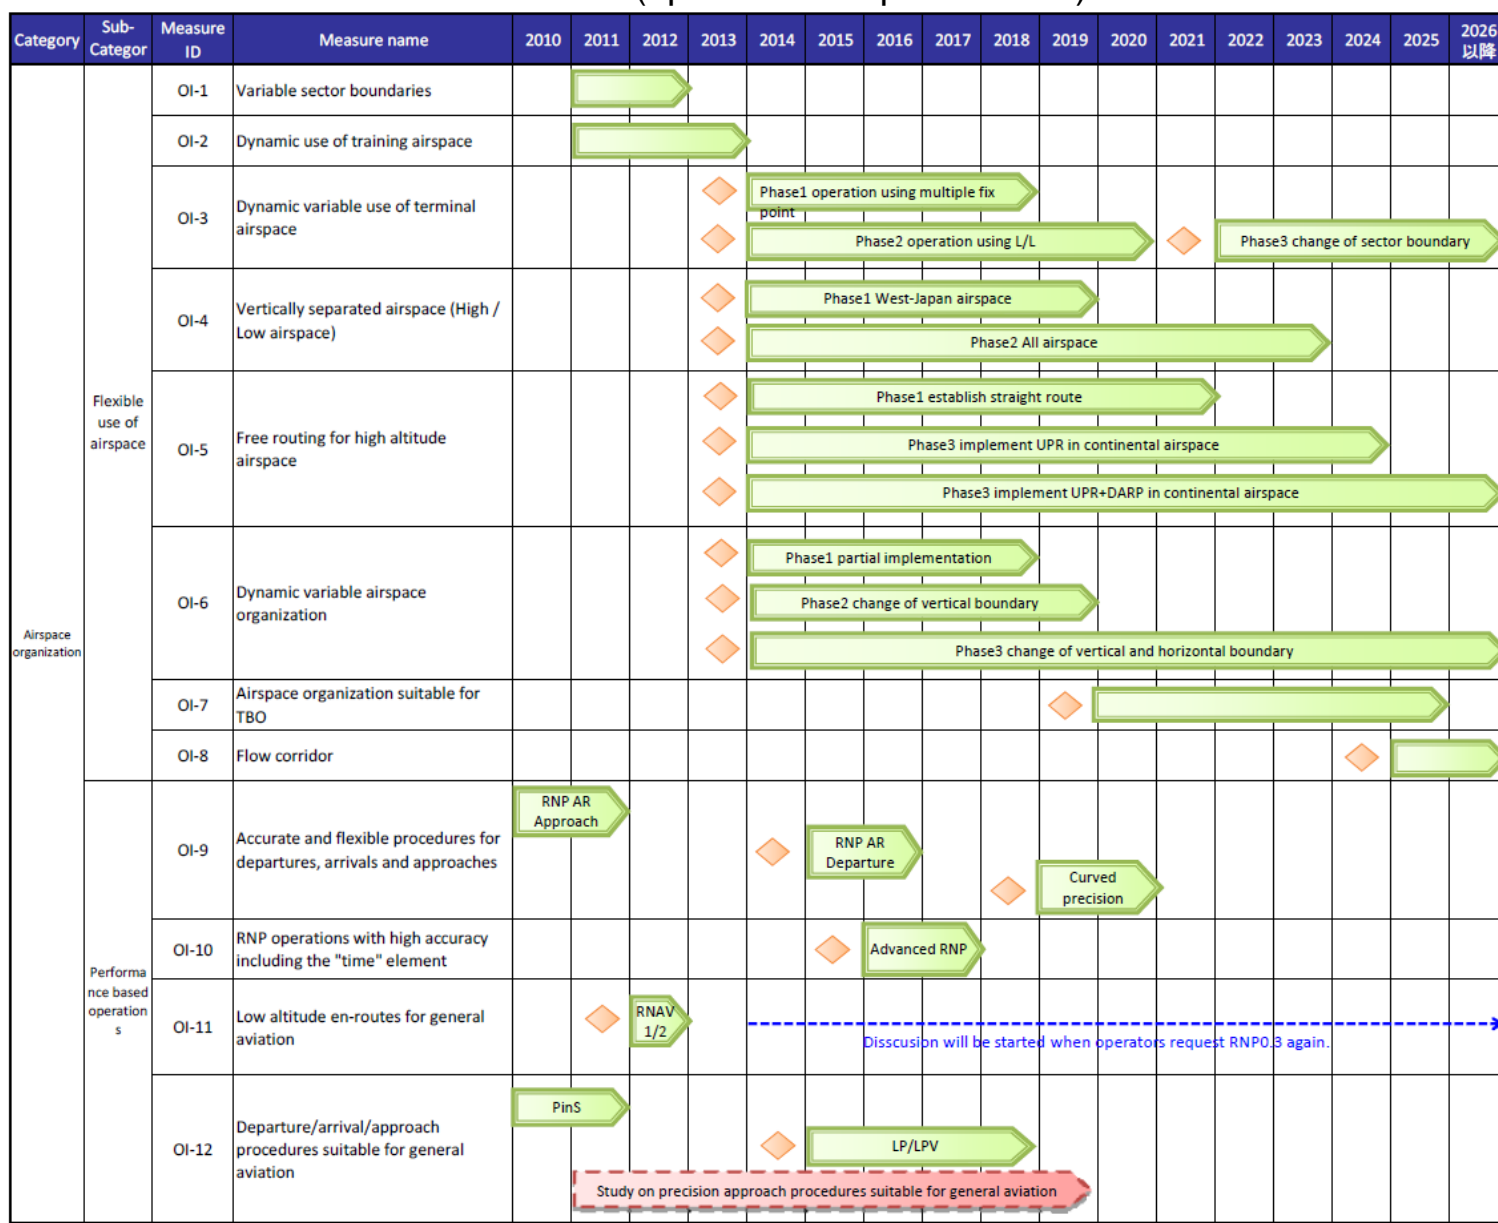 Category
Sub-
Categor
Measure
ID
Measure name
2010
2011
2012
2013
2014
2015
2016
2017
2018
2019
2020
2021
2022
2023
2024
2025
2026
以降
Airspace
organization
Flexible
use of
airspace
OI-1
Variable sector boundaries
OI-2
Dynamic use of training airspace
OI-3
Dynamic variable use of terminal
airspace
Phase1 operation using multiple fix
point
Phase2 operation using L/L
Phase3 change of sector boundary
OI-4
Vertically separated airspace (High /
Low airspace)
Phase1 West-Japan airspace
Phase2 All airspace
OI-5
Free routing for high altitude
airspace
Phase1 establish straight route
Phase3 implement UPR in continental airspace
Phase3 implement UPR+DARP in continental airspace
OI-6
Dynamic variable airspace
organization
Phase1 partial implementation
Phase2 change of vertical boundary
Phase3 change of vertical and horizontal boundary
OI-7
Airspace organization suitable for
TBO
OI-8
Flow corridor
Performa
nce based
operation
s
OI-9
Accurate and flexible procedures for
departures, arrivals and approaches
RNP AR
Approach
RNP AR
Departure
Curved
precision
OI-10
RNP operations with high accuracy
including the "time" element
Advanced RNP
OI-11
Low altitude en-routes for general
aviation
RNAV
1/2
Disscusion will be started when operators request RNP0.3 again.
OI-12
Departure/arrival/approach
procedures suitable for general
aviation
PinS
LP/LPV
Study on precision approach procedures suitable for general aviation